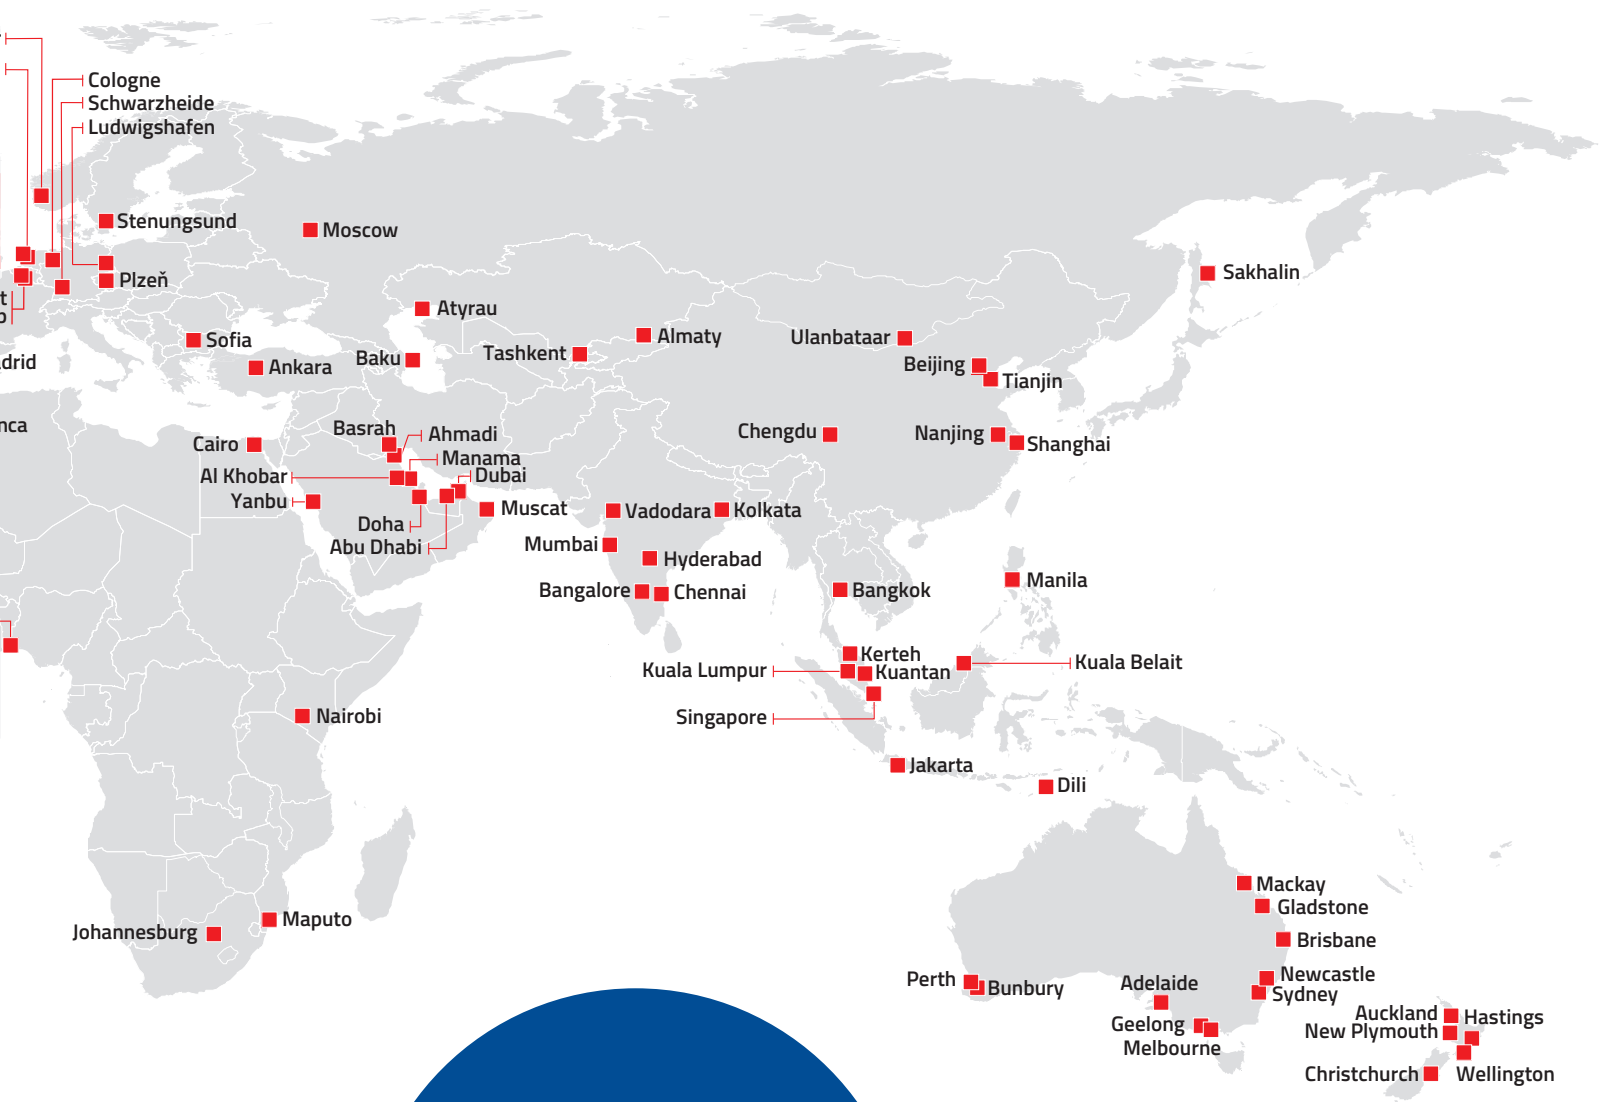 Cologne
Schwarzheide
Ludwigshafen
Stenungsund
Moscow
Plzeň
Sakhalin
Atyrau
Sofia
Almaty
Ulanbataar
Tashkent
Baku
Ankara
Beijing
Tianjin
Basrah
Ahmadi
Cairo
Chengdu
Nanjing
Shanghai
Manama
Al Khobar
Dubai
Yanbu
Muscat
Vadodara
Kolkata
Doha
Abu Dhabi
Mumbai
Hyderabad
Manila
Bangalore
Chennai
Bangkok
Kerteh
Kuala Lumpur
Kuantan
Kuala Belait
Nairobi
Singapore
Jakarta
Dili
Mackay
Gladstone
Maputo
Johannesburg
Brisbane
Perth
Bunbury
Adelaide
Newcastle
Sydney
Auckland
Hastings
Geelong
New Plymouth
Melbourne
Christchurch
Wellington